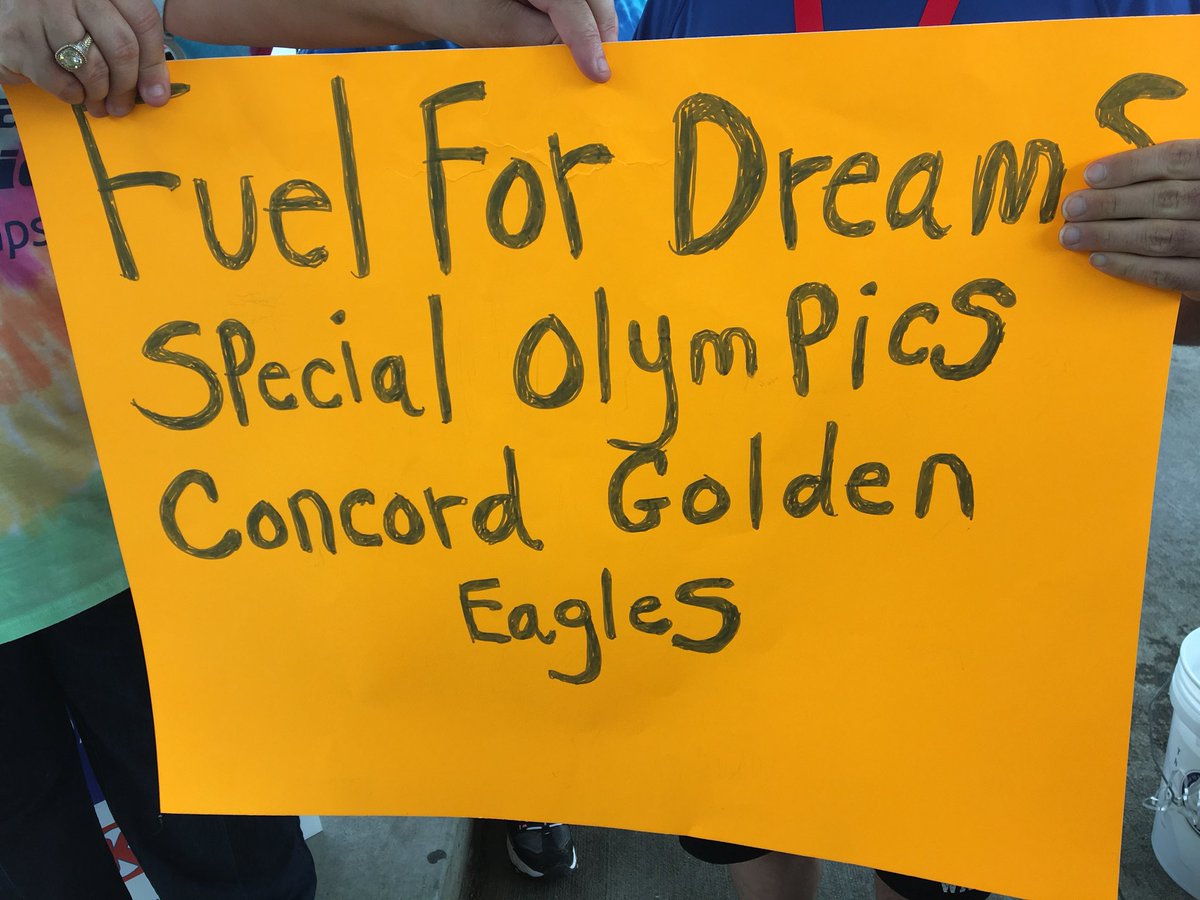 Fuel For Dreams
Special Olympics
Concord Golden
Eagles